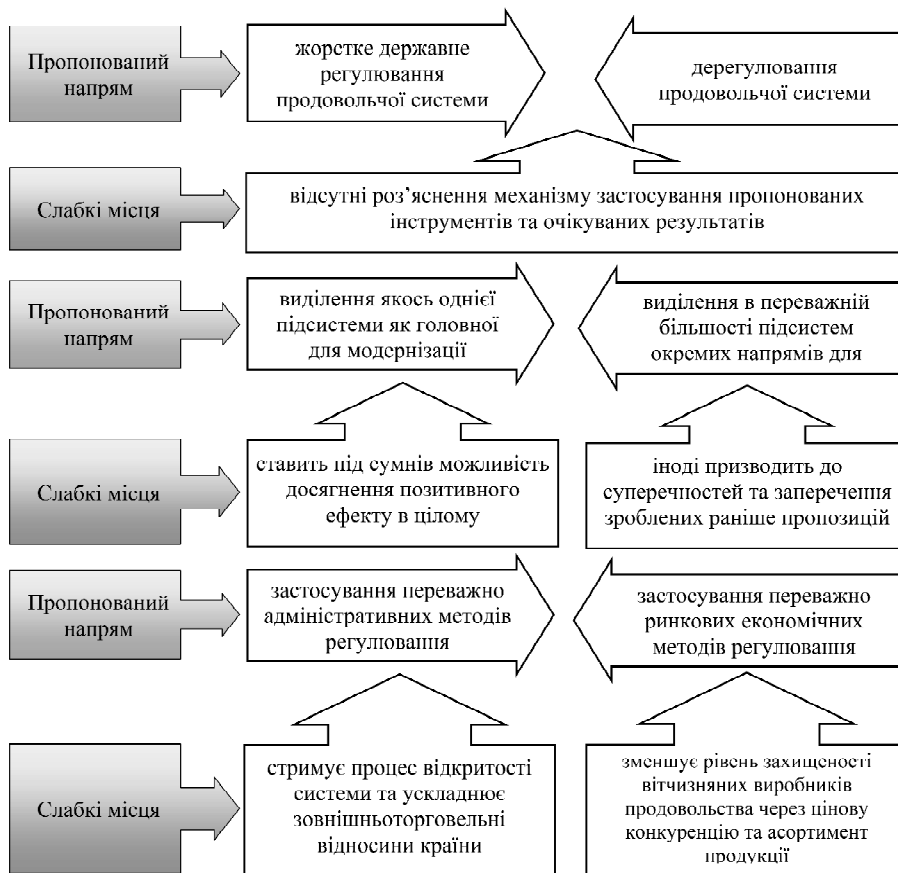 Пропонований
напрям
жорстке державне
регулювання
продовольчої системи
дерегулювання
продовольчої системи
Слабкі місця
відсутні роз’яснення механізму застосування пропонованих
інструментів та очікуваних результатів
Пропонований
напрям
виділення якось однієї
підсистеми як головної
для модернізації
виділення в переважній
більшості підсистем
окремих напрямів для
Слабкі місця
ставить під сумнів можливість
досягнення позитивного
ефекту в цілому
іноді призводить до
суперечностей та заперечення
зроблених раніше пропозицій
Пропонований
напрям
застосування переважно
адміністративних методів
регулювання
застосування переважно
ринкових економічних
методів регулювання
Слабкі місця
стримує процес відкритості
системи та ускладнює
зовнішньоторговельні
відносини країни
зменшує рівень захищеності
вітчизняних виробників
продовольства через цінову
конкуренцію та асортимент
продукції